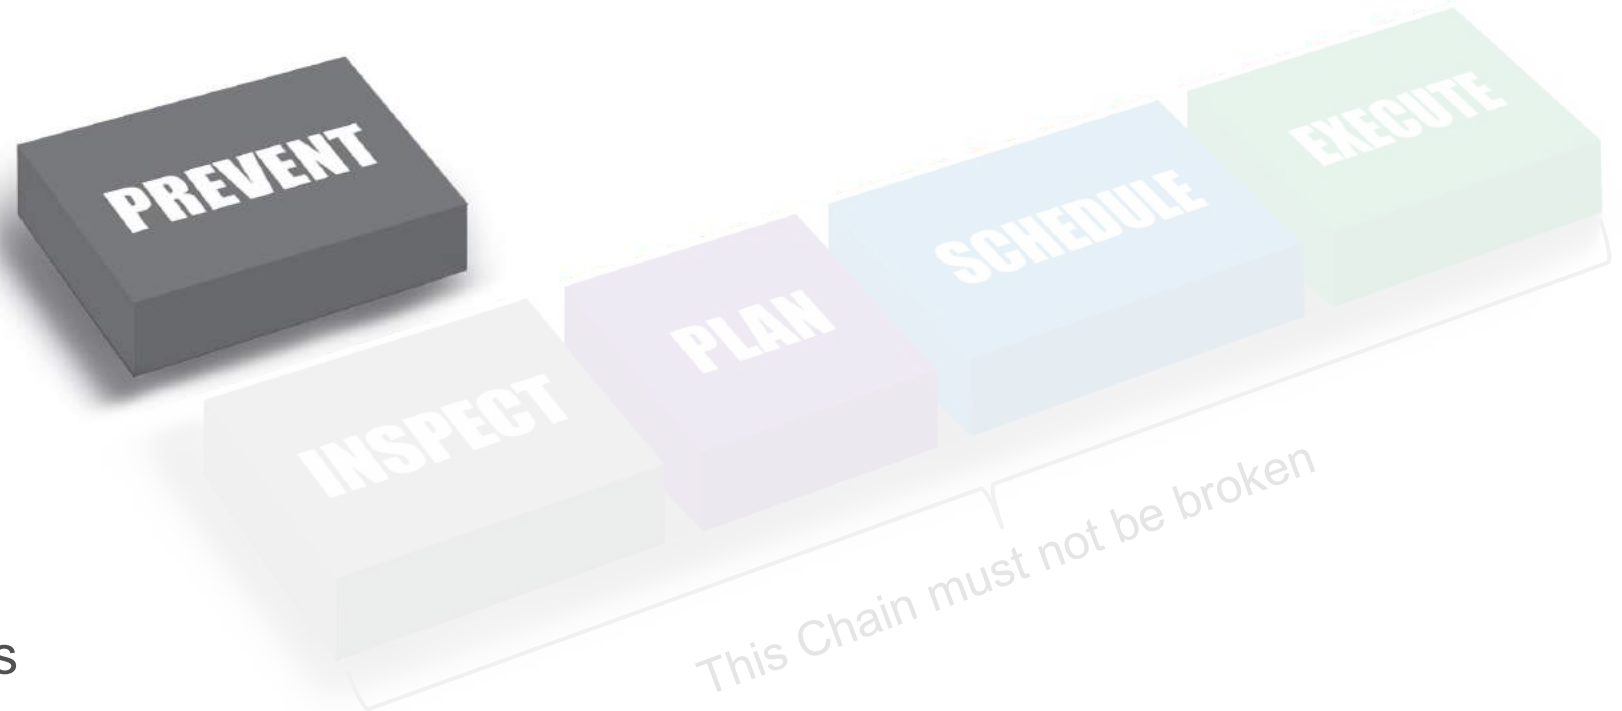 PREVENT
INSPECT
PLAN
SCHEDULE
EXECUTE
This Chain must not be broken
s